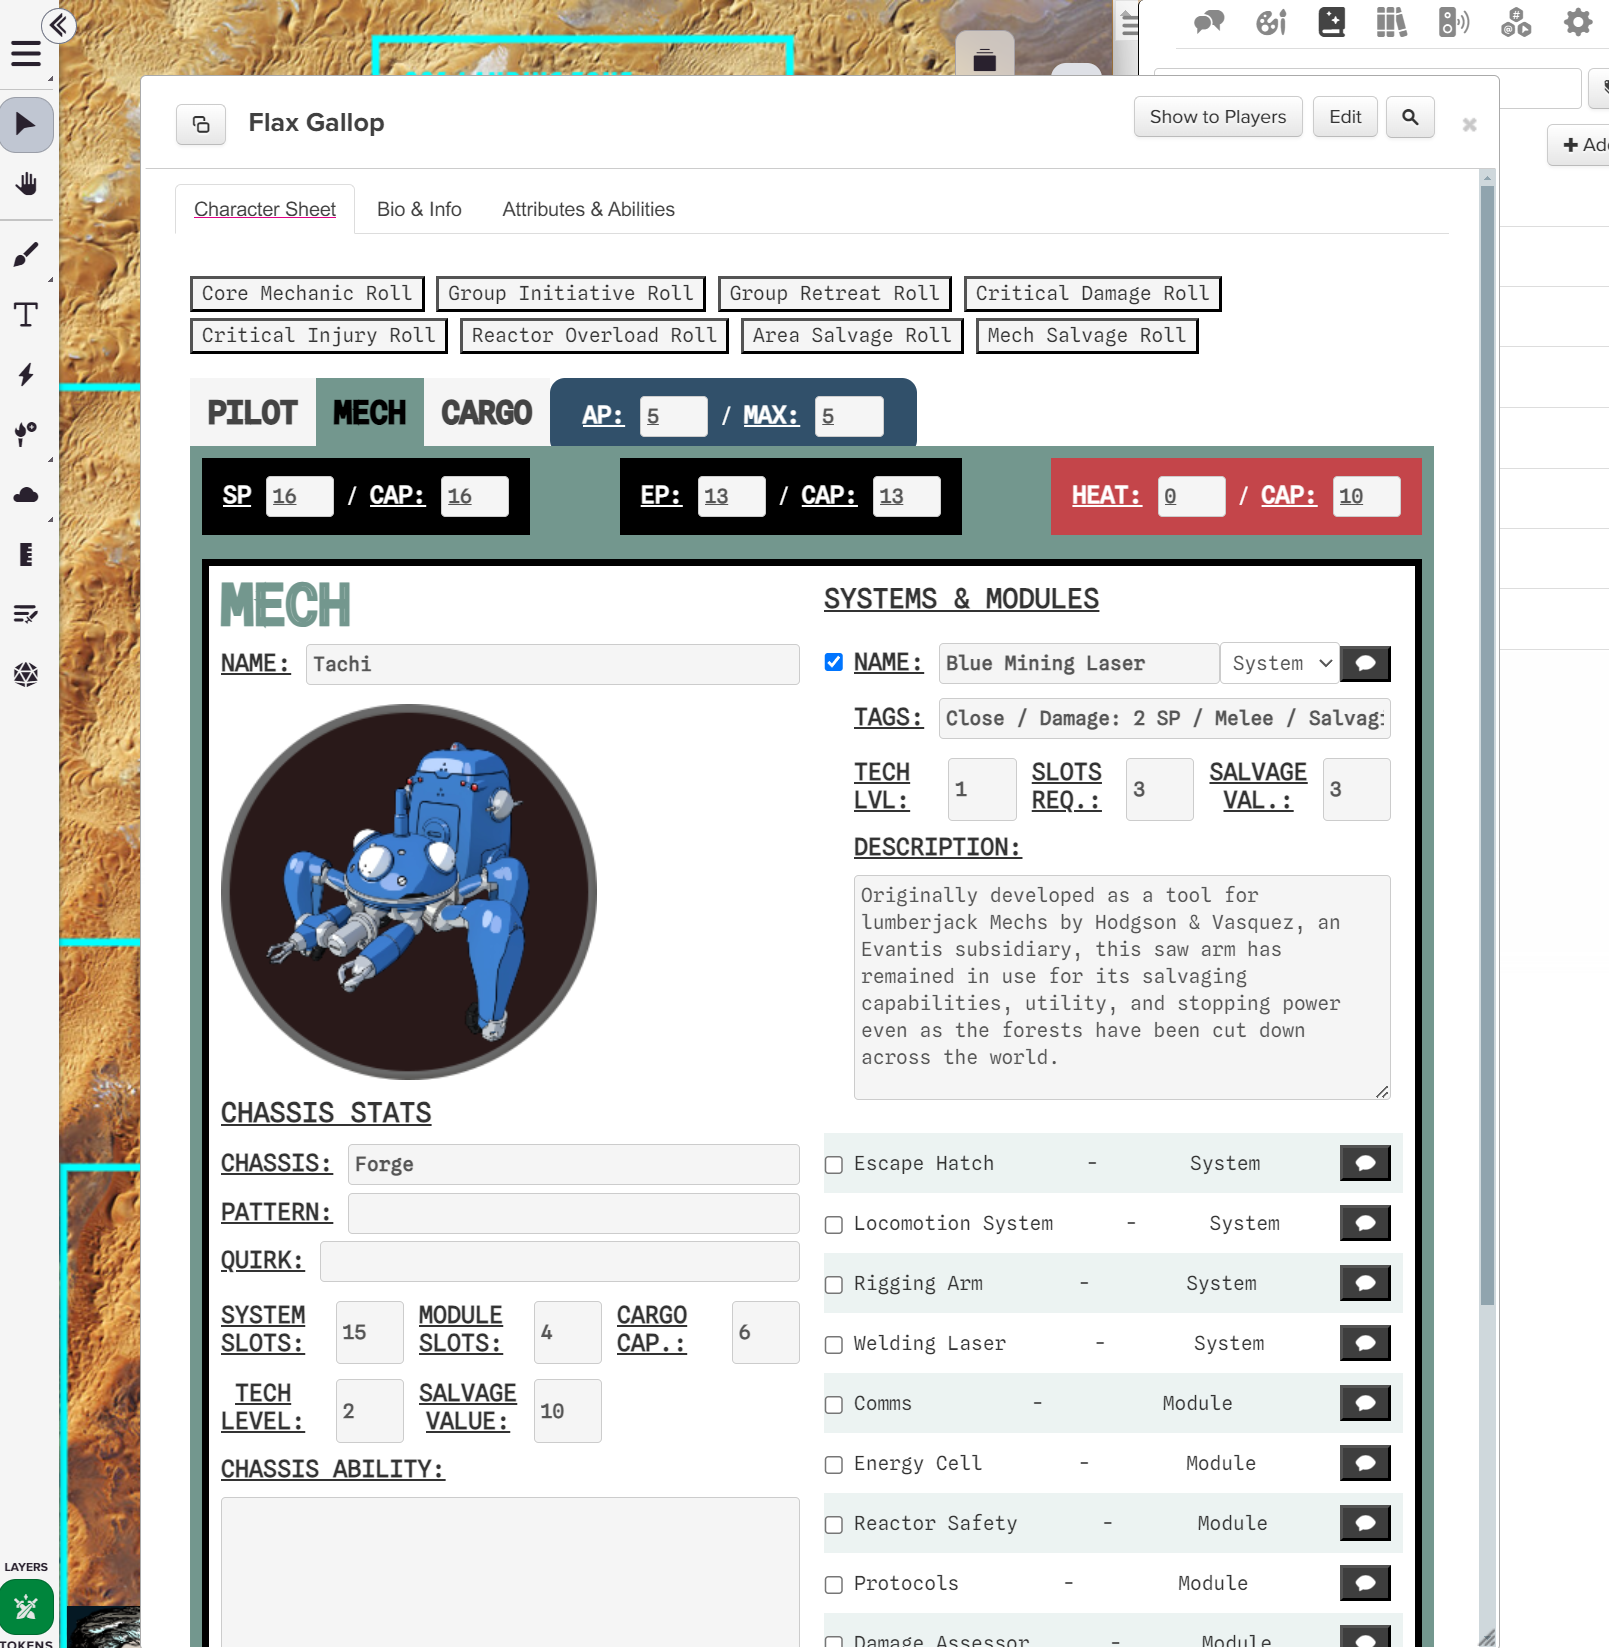 Flax Gallop
Show to Players
Edit
Add
Character Sheet
Bio & Info
Attributes & Abilities
Core Mechanic Roll
Group Initiative Roll
Group Retreat Roll
Critical Damage Roll
Critical Injury Roll
Reactor Overload Roll
Area Salvage Roll
Mech Salvage Roll
PILOT
MECH
CARGO
AP: 5 / MAX: 5
SP 16 / CAP: 16
EP: 13 / CAP: 13
HEAT: 0 / CAP: 10
MECH
NAME: Tachi
CHASSIS STATS
CHASSIS: Forge
PATTERN:
QUIRK:
SYSTEM SLOTS: 15
MODULE SLOTS: 4
CARGO CAP.: 6
TECH LEVEL: 2
SALVAGE VALUE: 10
CHASSIS ABILITY:
SYSTEMS & MODULES
NAME: Blue Mining Laser System
TAGS: Close / Damage: 2 SP / Melee / Salvagi
TECH LVL: 1
SLOTS REQ.: 3
SALVAGE VAL.: 3
DESCRIPTION:
Originally developed as a tool for
lumberjack Mechs by Hodgson & Vasquez, an
Evantis subsidiary, this saw arm has
remained in use for its salvaging
capabilities, utility, and stopping power
even as the forests have been cut down
across the world.
Escape Hatch - System
Locomotion System - System
Rigging Arm - System
Welding Laser - System
Comms - Module
Energy Cell - Module
Reactor Safety - Module
Protocols - Module
Damage Assessor - Module
LAYERS
TOKENS